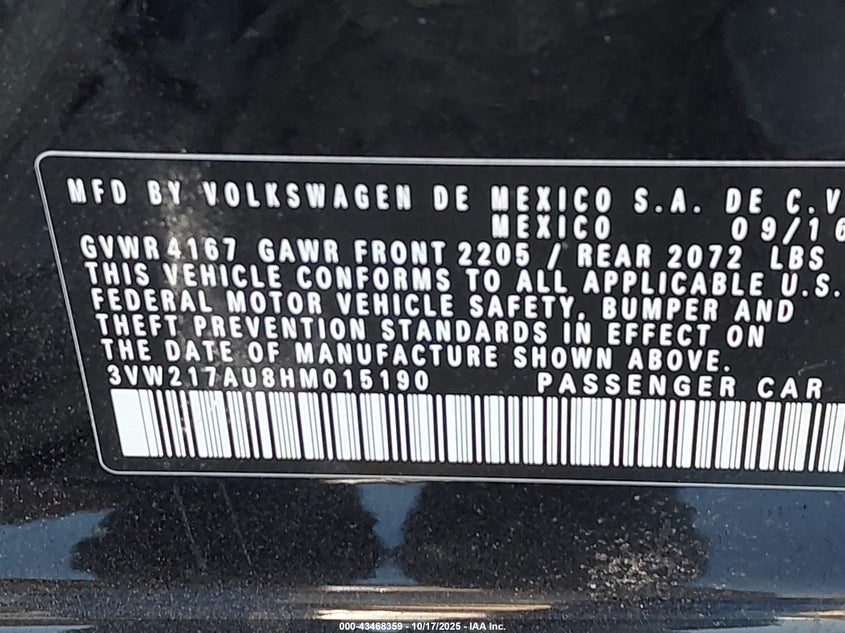 MFD BY VOLKSWAGEN DE MEXICO S.A. DE C.V
MEXICO 09/16
GVWR 4167 GAWR FRONT 2205 / REAR 2072 LBS
THIS VEHICLE CONFORMS TO ALL APPLICABLE U.S.
FEDERAL MOTOR VEHICLE SAFETY, BUMPER AND
THEFT PREVENTION STANDARDS IN EFFECT ON
THE DATE OF MANUFACTURE SHOWN ABOVE.
3VW217AU8HM015190 PASSENGER CAR
000-43468359 - 10/17/2025 - IAA Inc.